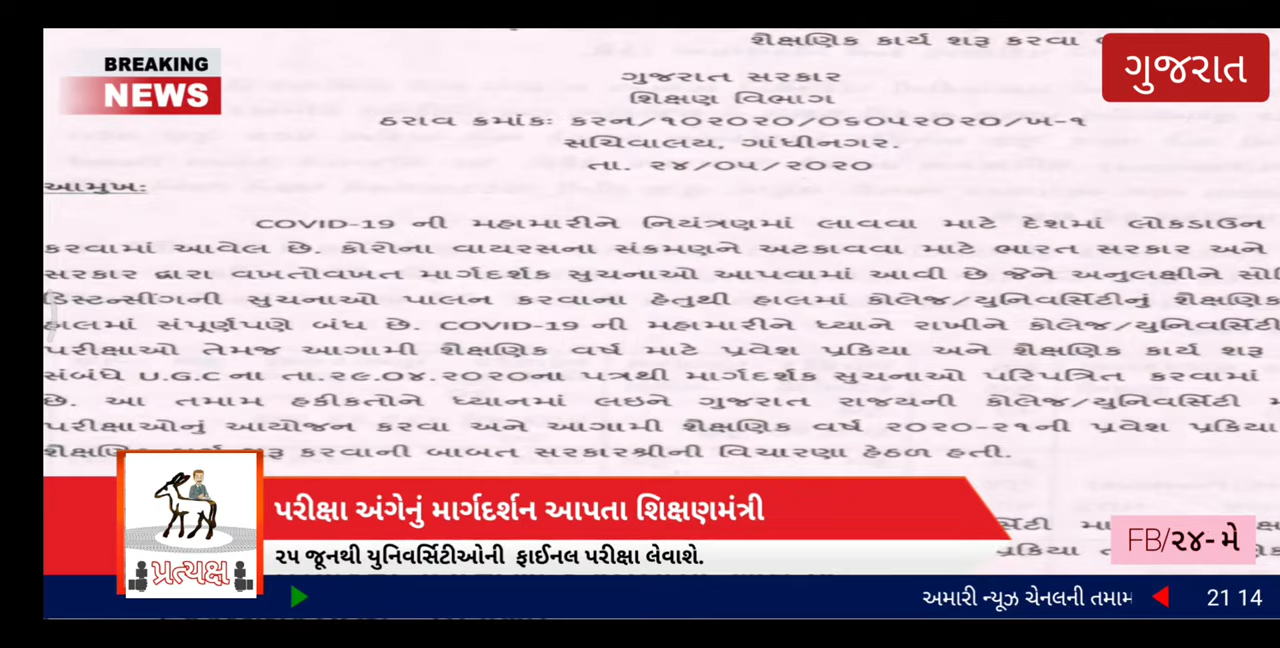 શૈક્ષણિક કાર્ય શરૂ કરવા
BREAKING
NEWS
ગુજરાત
ગુજરાત સરકાર
શિક્ષણ વિભાગ
ઠરાવ ક્રમાંકઃ કરન/૧૦૨૦૨૦/૦૬૦૫૨૦૨૦/ખ-૧
સચિવાલય, ગાંધીનગર.
તા. ૨૪/૦૫/૨૦૨૦
આમુખ:
COVID-19 ની મહામારીને નિયંત્રણમાં લાવવા માટે દેશમાં લોકડાઉન
કરવામાં આવેલ છે. કોરોના વાયરસના સંક્રમણને અટકાવવા માટે ભારત સરકાર અને
સરકાર દ્વારા વખતોવખત માર્ગદર્શક સુચનાઓ આપવામાં આવી છે જેને અનુલક્ષીને
ડિસ્ટન્સીંગની સુચનાઓ પાલન કરવાના હેતુથી હાલમાં કોલેજ/યુનિવર્સિટીનું શૈક્ષણિક
હાલમાં સંપૂર્ણપણે બંધ છે. COVID-19 ની મહામારીને ધ્યાને રાખીને કોલેજ/યુનિવર્સિટી
પરીક્ષાઓ તેમજ આગામી શૈક્ષણિક વર્ષ માટે પ્રવેશ પ્રક્રિયા અને શૈક્ષણિક કાર્ય શરૂ
સંબંધે U.G.C ના તા.૨૯.૦૪.૨૦૨૦ના પત્રથી માર્ગદર્શક સુચનાઓ પરિપત્રિત કરવામાં
છે. આ તમામ હકીકતોને ધ્યાનમાં લઇને ગુજરાત રાજયની કોલેજ/યુનિવર્સિટી
પરીક્ષાઓનું આયોજન કરવા અને આગામી શૈક્ષણિક વર્ષ ૨૦૨૦-૨૧ની પ્રવેશ પ્રક્રિયા
કરવાની બાબત સરકારશ્રીની વિચારણા હેઠળ હતી.
પરીક્ષા અંગેનું માર્ગદર્શન આપતા શિક્ષણમંત્રી
FB/૨૪- મે
૨૫ જૂનથી યુનિવર્સિટીઓની ફાઈનલ પરીક્ષા લેવાશે.
પ્રત્યક્ષ
અમારી ન્યૂઝ ચેનલની તમામ
21 14